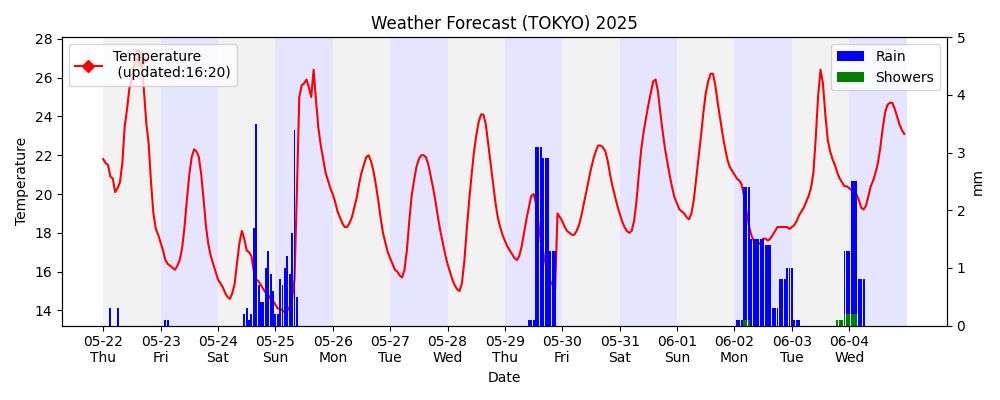 Weather Forecast (TOKYO) 2025
Temperature
(updated:16:20)
Rain
Showers
28
26
24
22
20
18
16
14
Temperature
5
4
3
2
1
0
mm
05-22 05-23 05-24 05-25 05-26 05-27 05-28 05-29 05-30 05-31 06-01 06-02 06-03 06-04
Thu Fri Sat Sun Mon Tue Wed Thu Fri Sat Sun Mon Tue Wed
Date